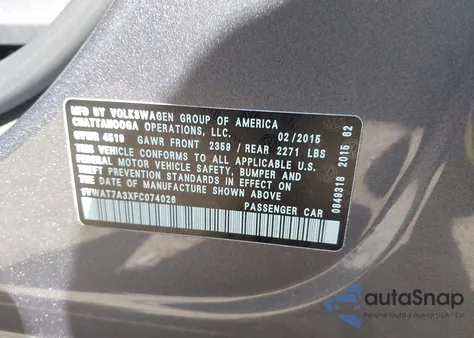 MFD BY VOLKSWAGEN GROUP OF AMERICA
CHATTANOOGA OPERATIONS, LLC. 02/2015
GVWR 4519 GAWR FRONT 2359 / REAR 2271 LBS
THIS VEHICLE CONFORMS TO ALL APPLICABLE U.S.
FEDERAL MOTOR VEHICLE SAFETY, BUMPER AND
THEFT PREVENTION STANDARDS IN EFFECT ON
THE DATE OF MANUFACTURE SHOWN ABOVE
1VWAT7A3XFC074026 PASSENGER CAR
0849318 2015 62
autoSnap